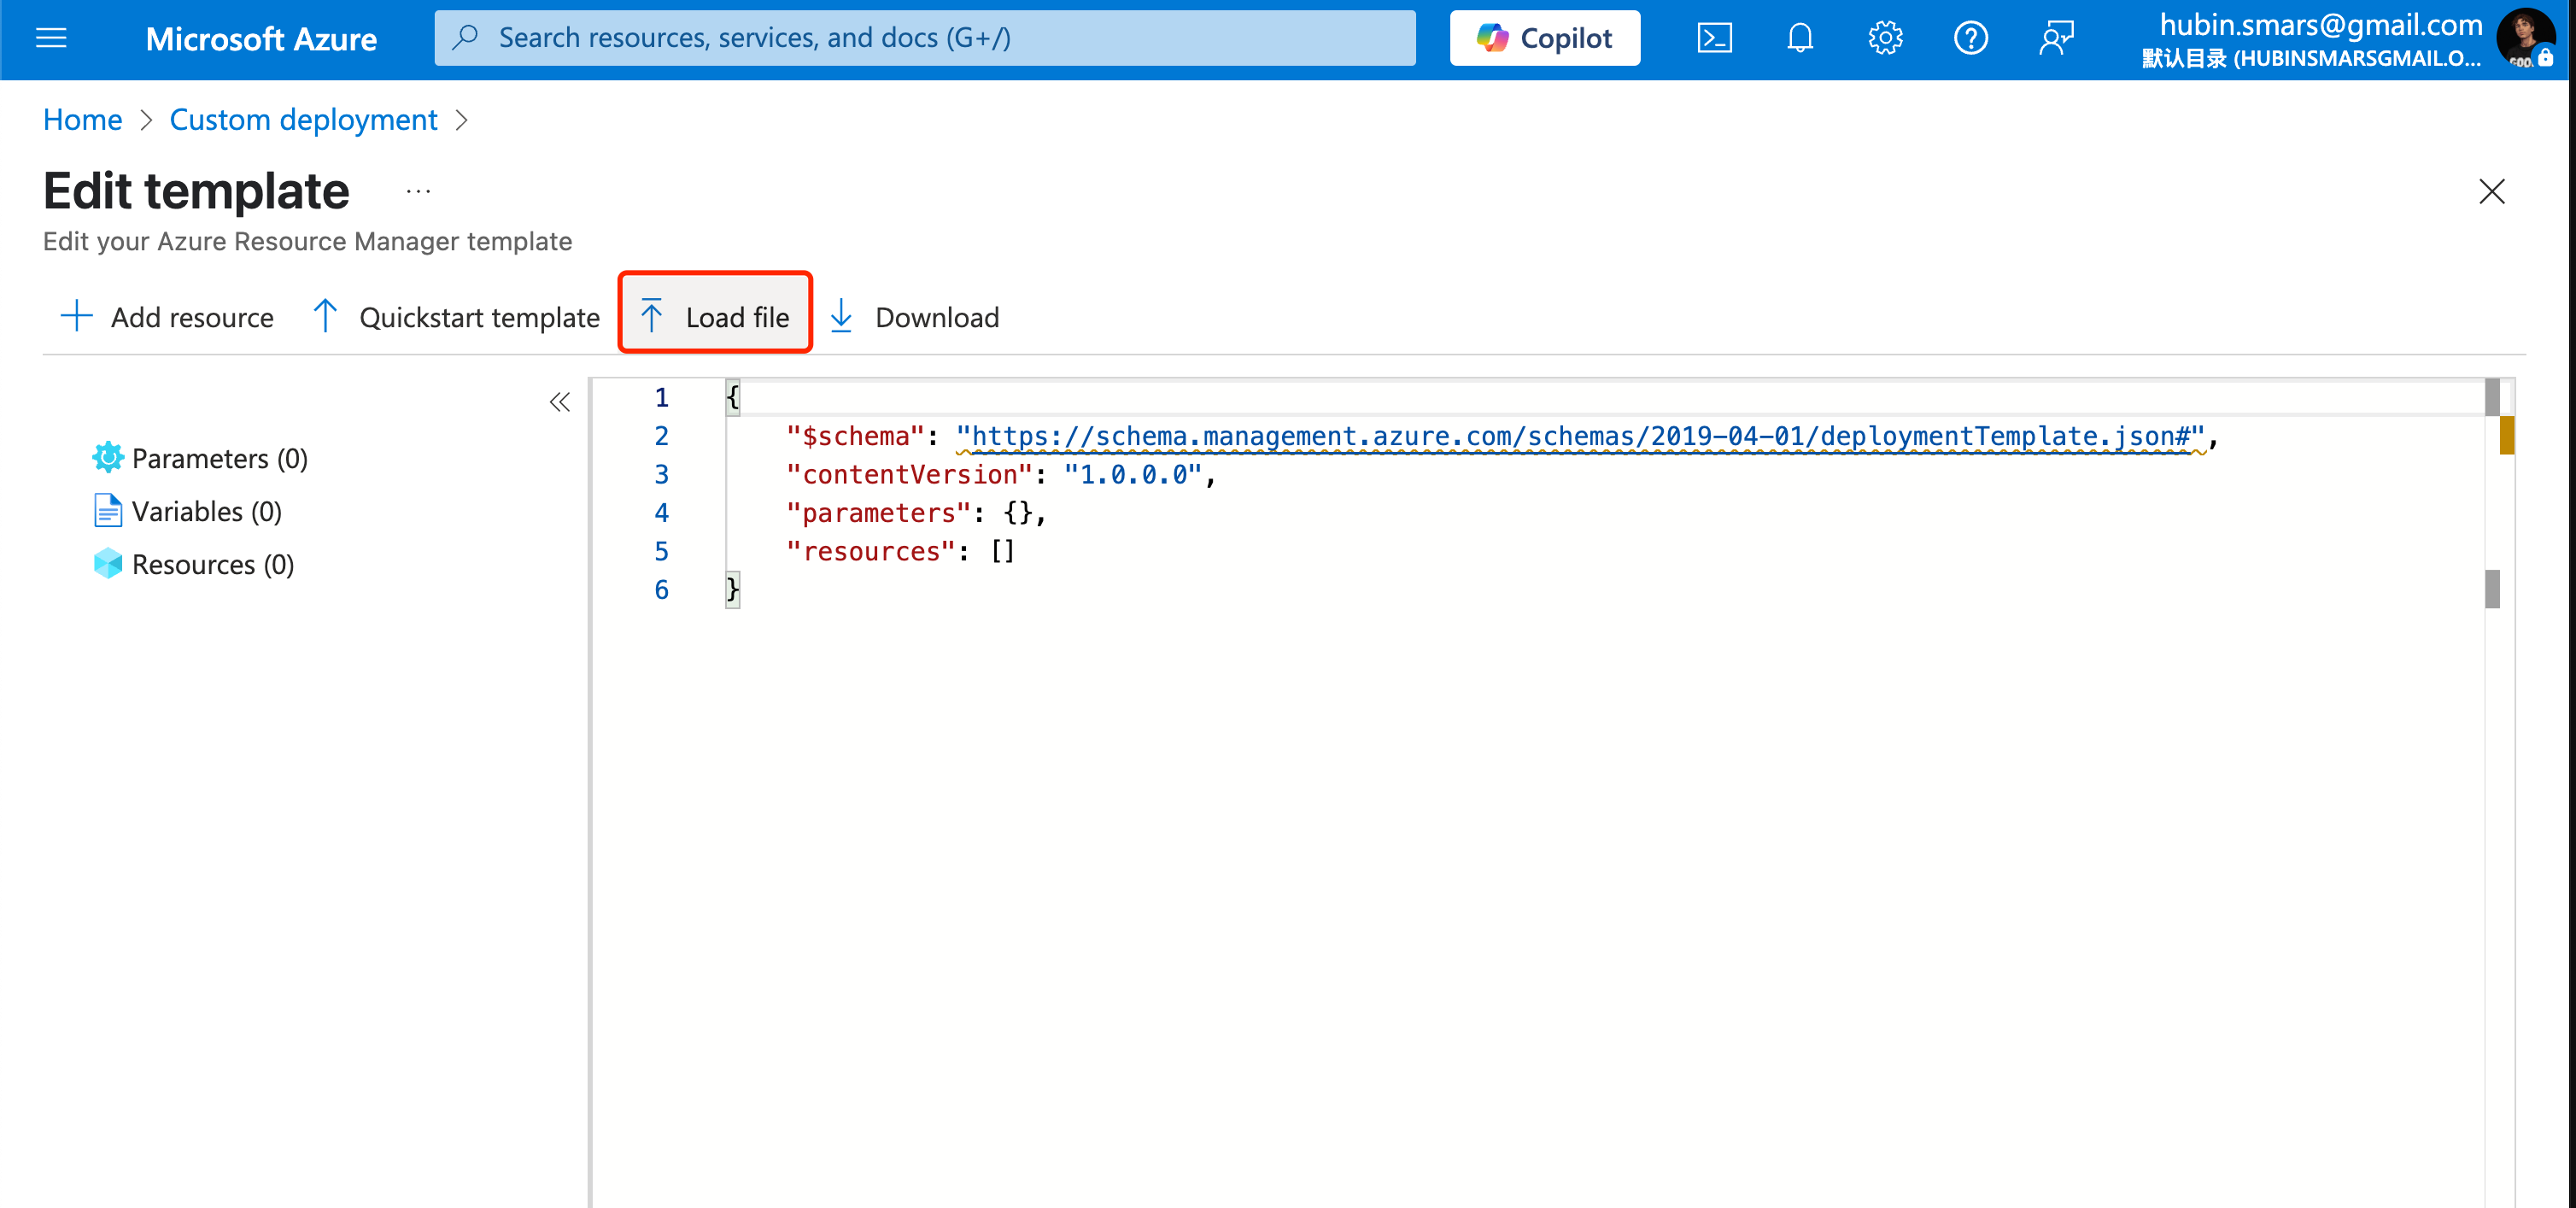 Microsoft Azure
Search resources, services, and docs (G+/)
Copilot
hubin.smars@gmail.com
默认目录 (HUBINSMARSGMAIL.O...
Home > Custom deployment >
Edit template ...
Edit your Azure Resource Manager template
Add resource Quickstart template Load file Download
Parameters (0)
Variables (0)
Resources (0)
1 {
2 "$schema": "https://schema.management.azure.com/schemas/2019-04-01/deploymentTemplate.json#",
3 "contentVersion": "1.0.0.0",
4 "parameters": {},
5 "resources": []
6 }